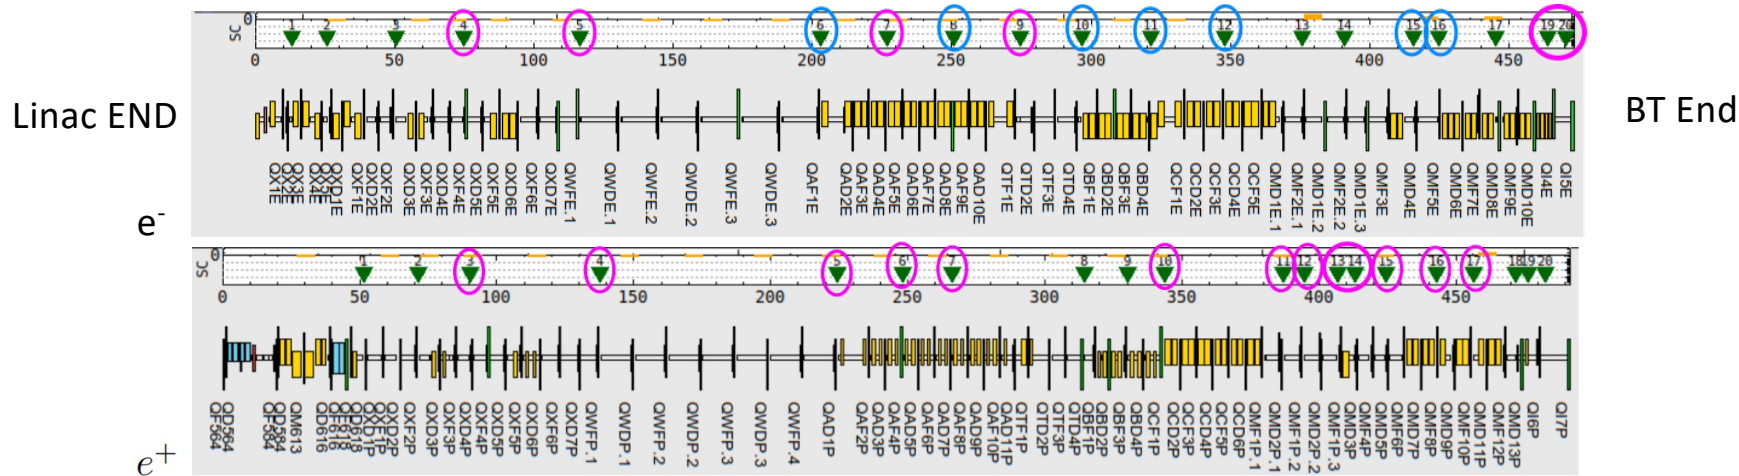 0
SC
1 2 3 4 5 6 7 8 9 10 11 12 13 14 15 16 17 19 20
0 50 100 150 200 250 300 350 400 450
Linac END
BT End
QX1E QX3E QX4E QXD1E QXF1E QXD2E QXF2E QXD3E QXF3E QXD4E QXF4E QXD5E QXF5E QXD6E QXF6E QXD7E QWFE.1 QWDE.1 QWFE.2 QWDE.2 QWFE.3 QWDE.3 QAF1E QAD2E QAF3E QAD4E QAF5E QAD6E QAF7E QAD8E QAF9E QAD10E QTF1E QTD2E QTF3E QTD4E QBF1E QBD2E QBF3E QBD4E QCF1E QCD2E QCF3E QCD4E QCF5E QMD1E.1 QMF2E.1 QMD1E.2 QMF2E.2 QMD1E.3 QMF3E QMD4E QMF5E QMD6E QMF7E QMD8E QMF9E QMD10E QI4E QI5E
e-
0
SC
1 2 3 4 5 6 7 8 9 10 11 12 13 14 15 16 17 18 19 20
0 50 100 150 200 250 300 350 400 450
QF564 QD564 QF584 QD584 QM613 QD616 QF616 QF618 QD618 QXD1P QXF1P QXD2P QXF2P QXD3P QXF3P QXD4P QXF4P QXD5P QXF5P QXD6P QXF6P QXD7P QWFP.1 QWDP.1 QWFP.2 QWDP.2 QWFP.3 QWDP.3 QWFP.4 QAD1P QAF2P QAD3P QAF4P QAD5P QAF6P QAD7P QAF8P QAD9P QAF10P QAD11P QTF1P QTD2P QTF3P QTD4P QBF1P QBD2P QBF3P QBD4P QCF1P QCD2P QCF3P QCD4P QCF5P QCD6P QMF1P.1 QMD2P.1 QMF1P.2 QMD2P.2 QMF1P.3 QMD3P QMF4P QMD5P QMF6P QMD7P QMF8P QMD9P QMF10P QMD11P QMF12P QMD13P QI6P QI7P
e+